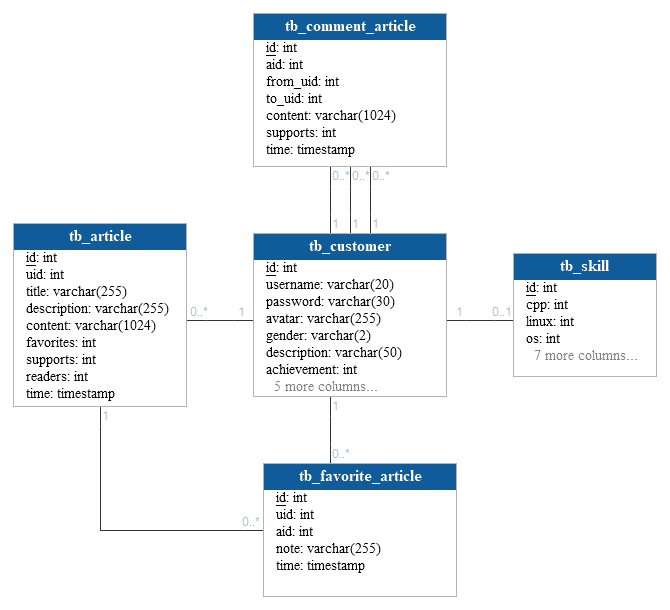 tb_comment_article
id: int
aid: int
from_uid: int
to_uid: int
content: varchar(1024)
supports: int
time: timestamp
0..* 0..* 0..*
1 1 1
tb_article
id: int
uid: int
title: varchar(255)
description: varchar(255)
content: varchar(1024)
favorites: int
supports: int
readers: int
time: timestamp
0..* 1
tb_customer
id: int
username: varchar(20)
password: varchar(30)
avatar: varchar(255)
gender: varchar(2)
description: varchar(50)
achievement: int
5 more columns...
1 0..1
tb_skill
id: int
cpp: int
linux: int
os: int
7 more columns...
1
1
0..*
0..*
tb_favorite_article
id: int
uid: int
aid: int
note: varchar(255)
time: timestamp